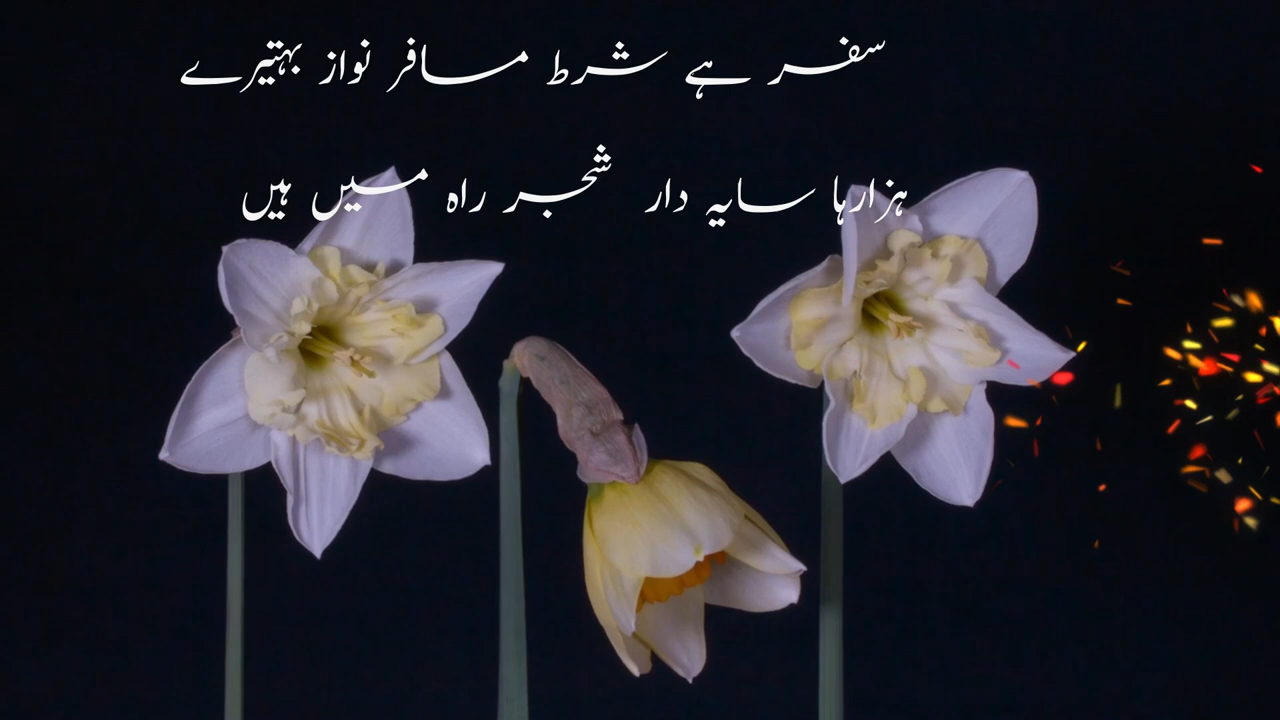 سفر ہے شرط مسافر نواز بہتیرے
ہزارہا سایہ دار شجر راہ میں ہیں